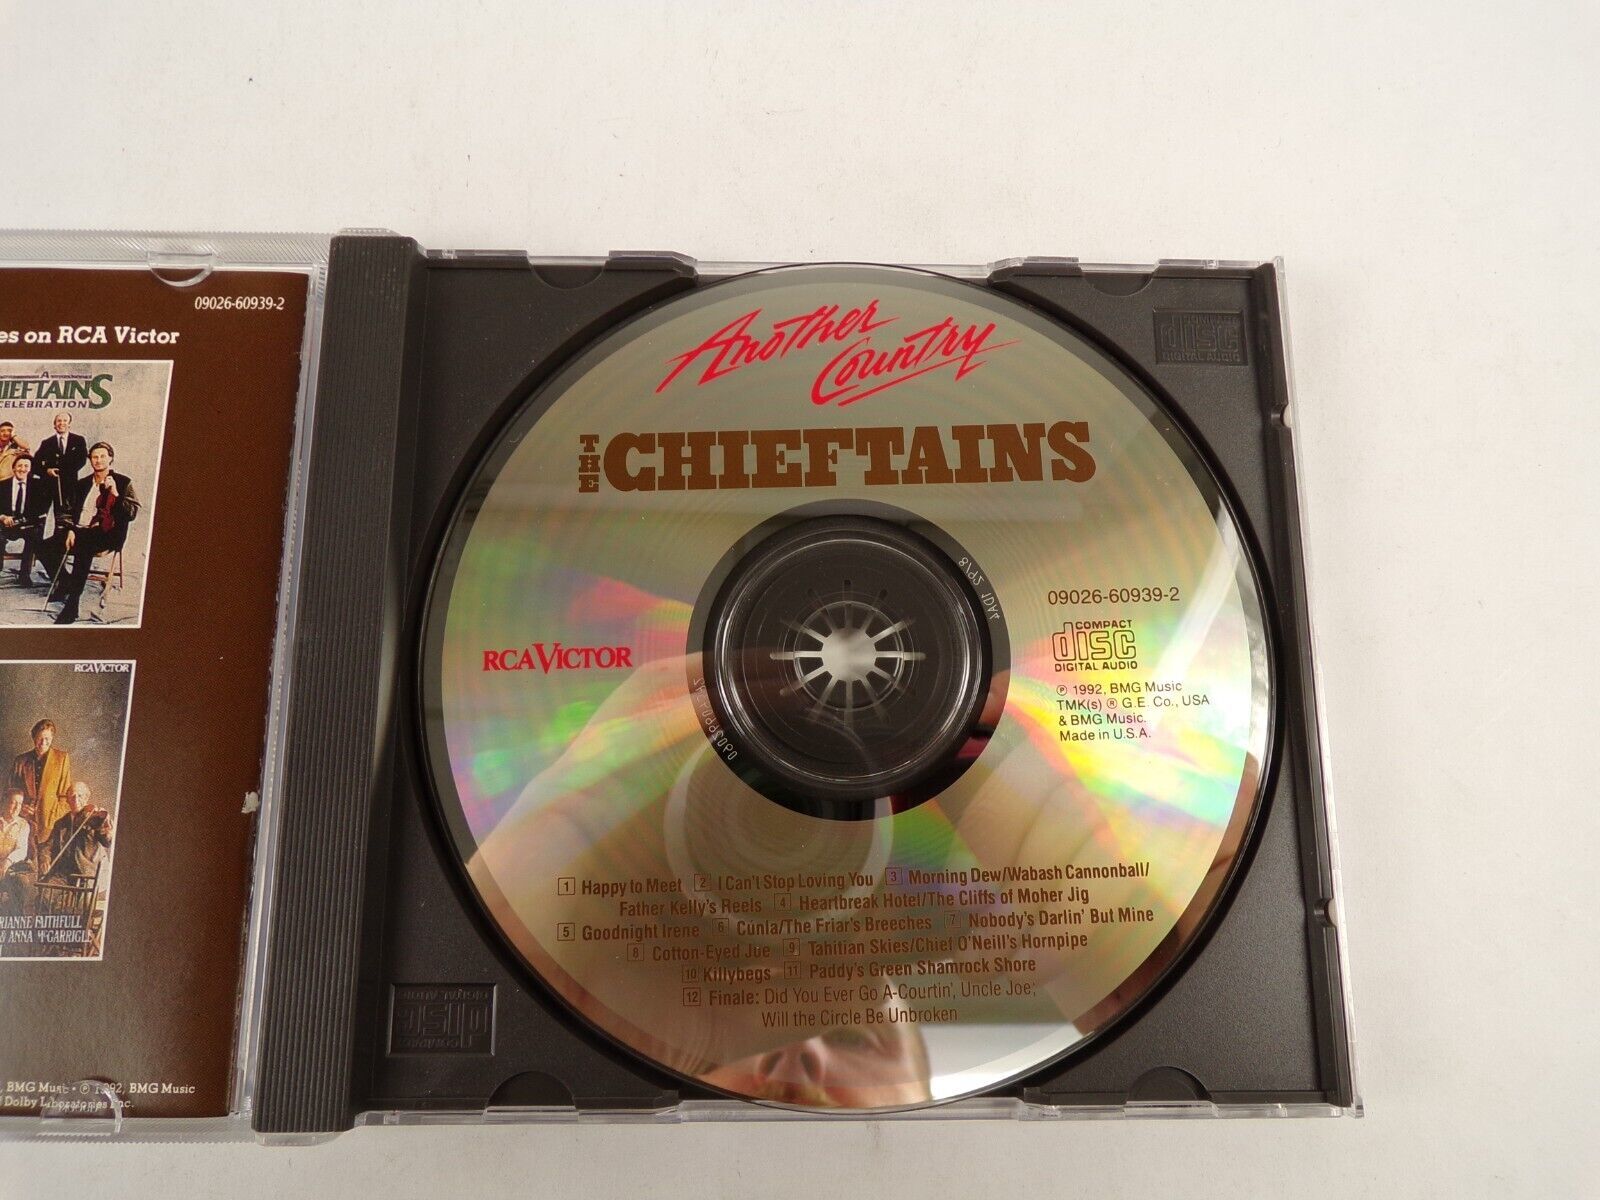 09026-60939-2
es on RCA Victor
A
HIEFTAINS
CELEBRATION
RCA VICTOR
RIANNE FAITHFULL
& ANNA McGARRIGLE
BMG Music • ℗ 1992, BMG Music
Dolby Laboratories Inc.
COMPACT
disc
DIGITAL AUDIO
Another
Country
THE CHIEFTAINS
RCA VICTOR
09026-60939-2
COMPACT
disc
DIGITAL AUDIO
℗ 1992, BMG Music
TMK(s) ® G.E. Co., USA
& BMG Music.
Made in U.S.A.
1 Happy to Meet 2 I Can't Stop Loving You 3 Morning Dew/Wabash Cannonball/
Father Kelly's Reels 4 Heartbreak Hotel/The Cliffs of Moher Jig
5 Goodnight Irene 6 Cúnla/The Friar's Breeches 7 Nobody's Darlin' But Mine
8 Cotton-Eyed Joe 9 Tahitian Skies/Chief O'Neill's Hornpipe
10 Killybegs 11 Paddy's Green Shamrock Shore
12 Finale: Did You Ever Go A-Courtin', Uncle Joe;
Will the Circle Be Unbroken
COMPACT
disc
DIGITAL AUDIO